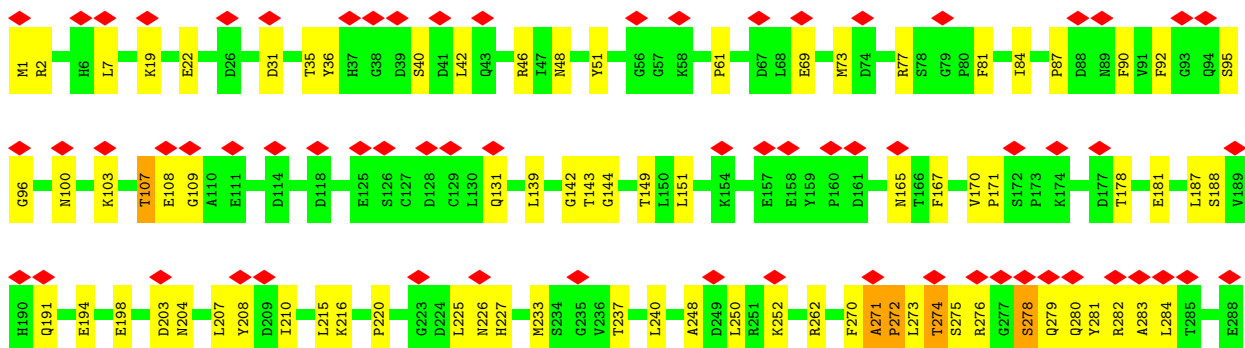 M1 R2 H6 L7 K19 E22 D26 D31 T35 Y36 H37 G38 D39 S40 D41 L42 Q43 R46 I47 N48 Y51 G56 G57 K58 P61 D67 L68 E69 M73 D74 R77 S78 G79 P80 F81 I84 P87 D88 N89 F90 V91 F92 G93 Q94 S95
G96 N100 K103 T107 E108 G109 A110 E111 D114 D118 E125 S126 C127 D128 C129 L130 Q131 L139 G142 T143 G144 T149 L150 L151 K154 E157 E158 Y159 P160 D161 N165 T166 F167 V170 P171 S172 P173 K174 D177 T178 E181 L187 S188 V189
H190 Q191 E194 E198 D203 N204 L207 Y208 D209 I210 L215 K216 P220 G223 D224 L225 N226 H227 M233 S234 G235 V236 T237 L240 A248 D249 L250 R251 K252 R262 F270 A271 P272 L273 T274 S275 R276 G277 S278 Q279 Q280 Y281 R282 A283 L284 T285 E288